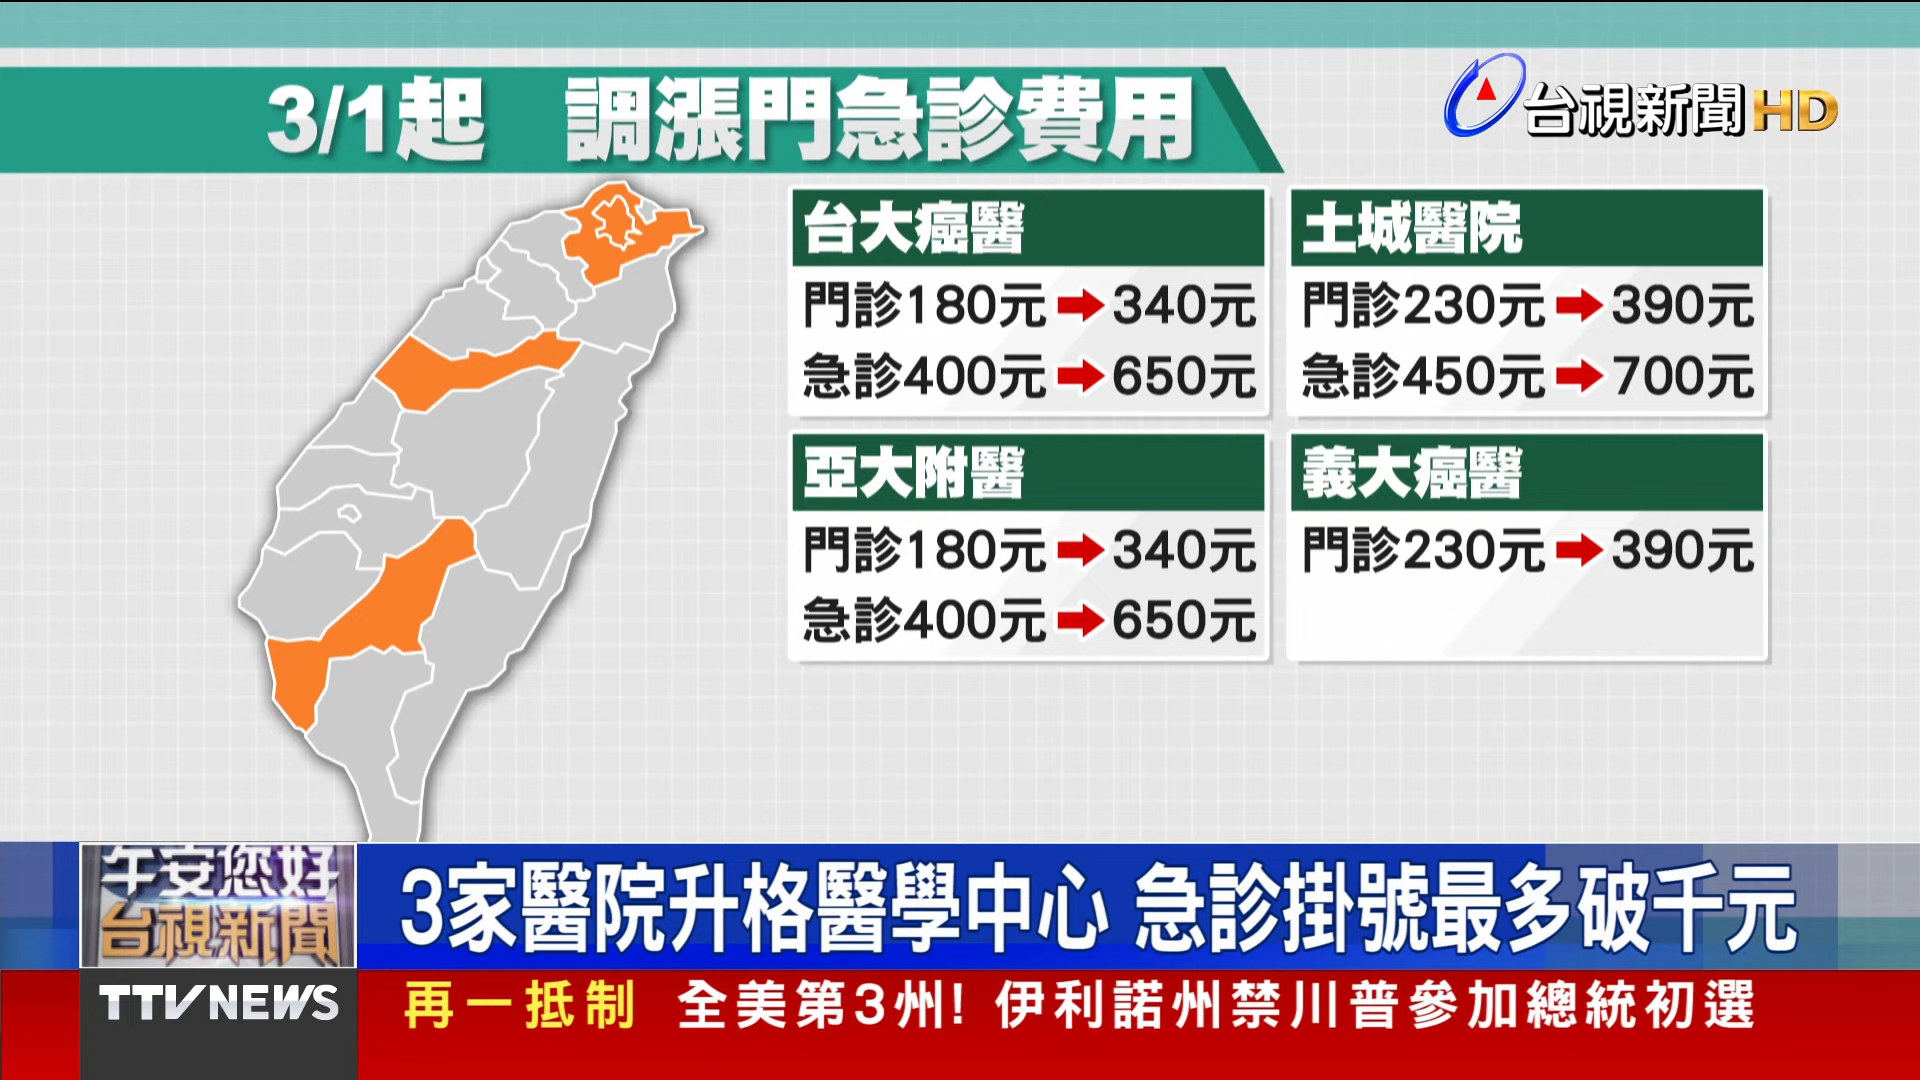 3/1起 調漲門急診費用
台視新聞HD
台大癌醫
門診180元➡340元
急診400元➡650元
土城醫院
門診230元➡390元
急診450元➡700元
亞大附醫
門診180元➡340元
急診400元➡650元
義大癌醫
門診230元➡390元
午安您好
台視新聞
3家醫院升格醫學中心 急診掛號最多破千元
TTV NEWS
再一抵制 全美第3州! 伊利諾州禁川普參加總統初選